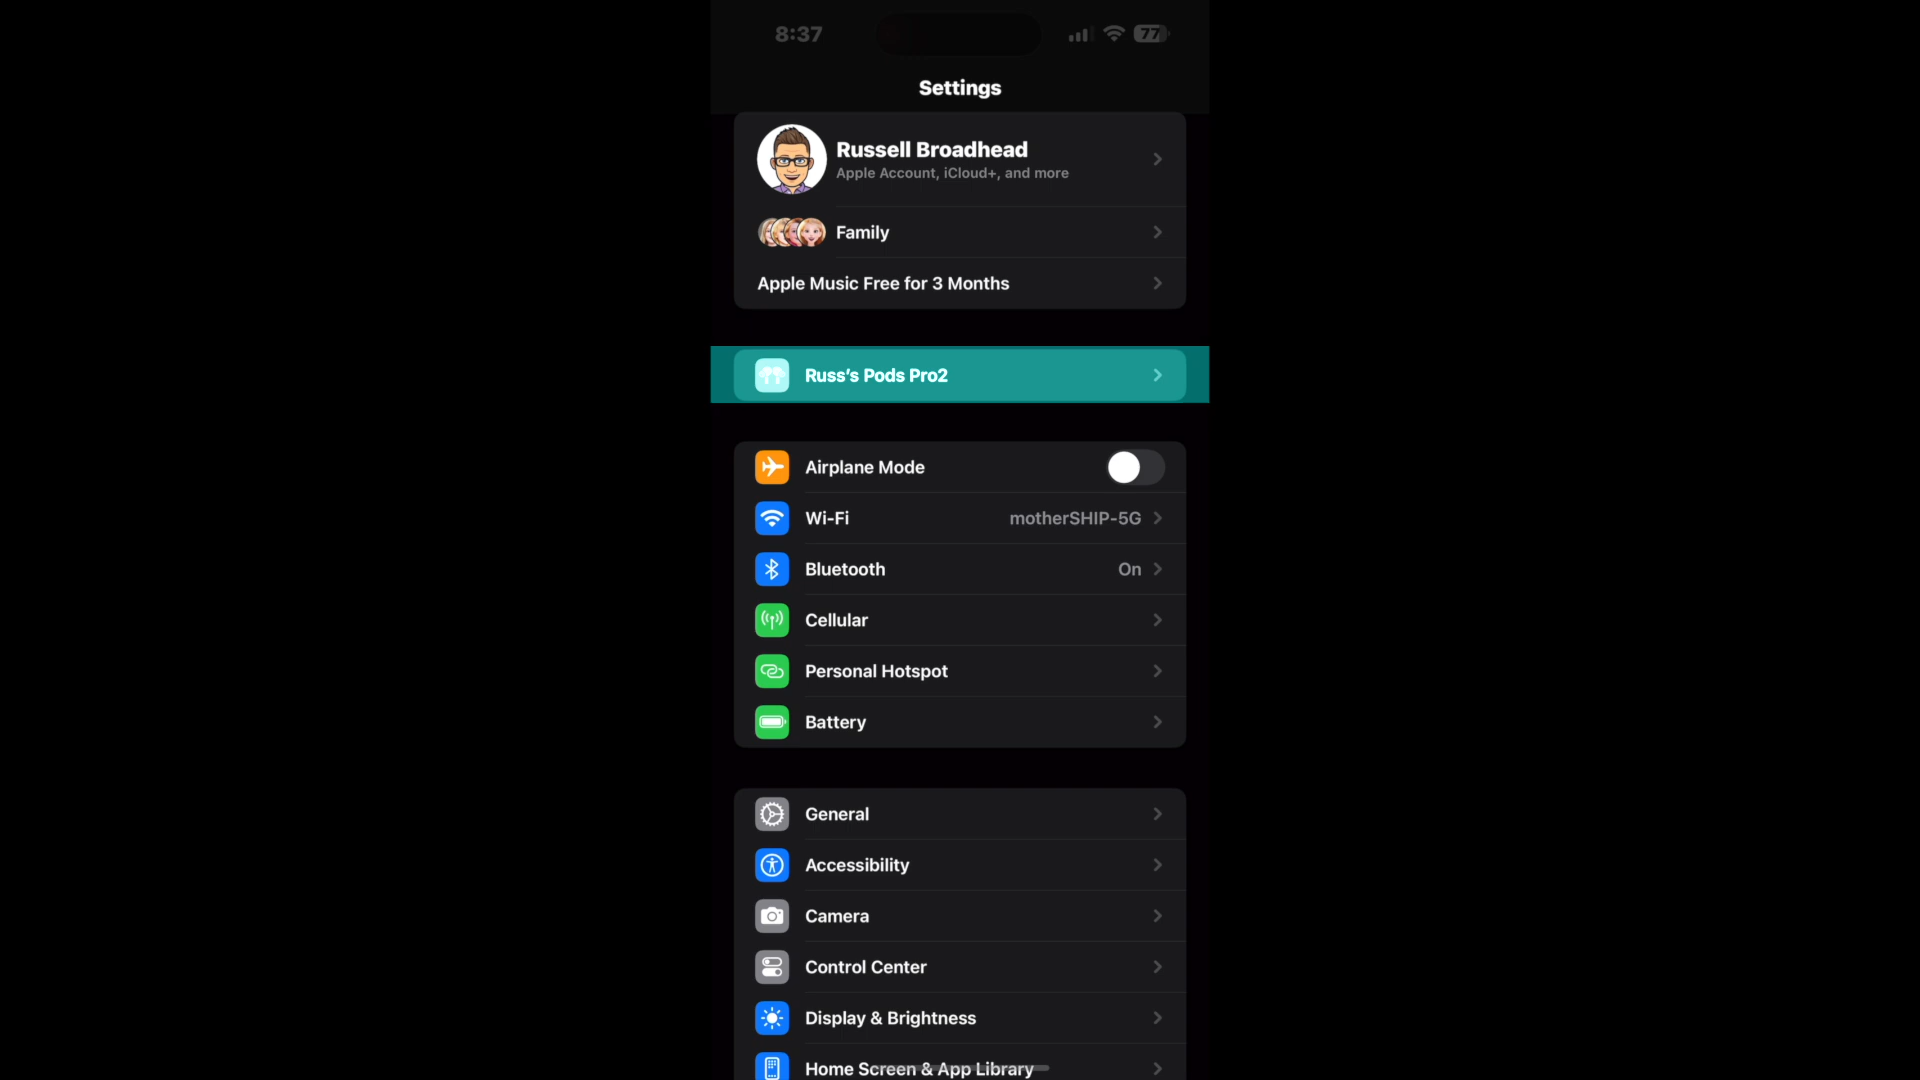 8:37
77
Settings
Russell Broadhead
Apple Account, iCloud+, and more
Family
Apple Music Free for 3 Months
Russ’s Pods Pro2
Airplane Mode
Wi-Fi motherSHIP-5G
Bluetooth On
Cellular
Personal Hotspot
Battery
General
Accessibility
Camera
Control Center
Display & Brightness
Home Screen & App Library